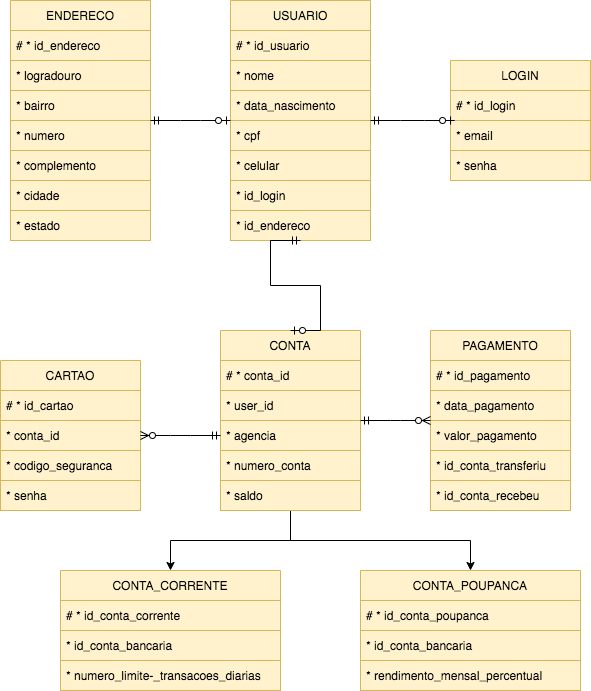 ENDERECO
# * id_endereco
* logradouro
* bairro
* numero
* complemento
* cidade
* estado
USUARIO
# * id_usuario
* nome
* data_nascimento
* cpf
* celular
* id_login
* id_endereco
LOGIN
# * id_login
* email
* senha
CARTAO
# * id_cartao
* conta_id
* codigo_seguranca
* senha
CONTA
# * conta_id
* user_id
* agencia
* numero_conta
* saldo
PAGAMENTO
# * id_pagamento
* data_pagamento
* valor_pagamento
* id_conta_transferiu
* id_conta_recebeu
CONTA_CORRENTE
# * id_conta_corrente
* id_conta_bancaria
* numero_limite-_transacoes_diarias
CONTA_POUPANCA
# * id_conta_poupanca
* id_conta_bancaria
* rendimento_mensal_percentual